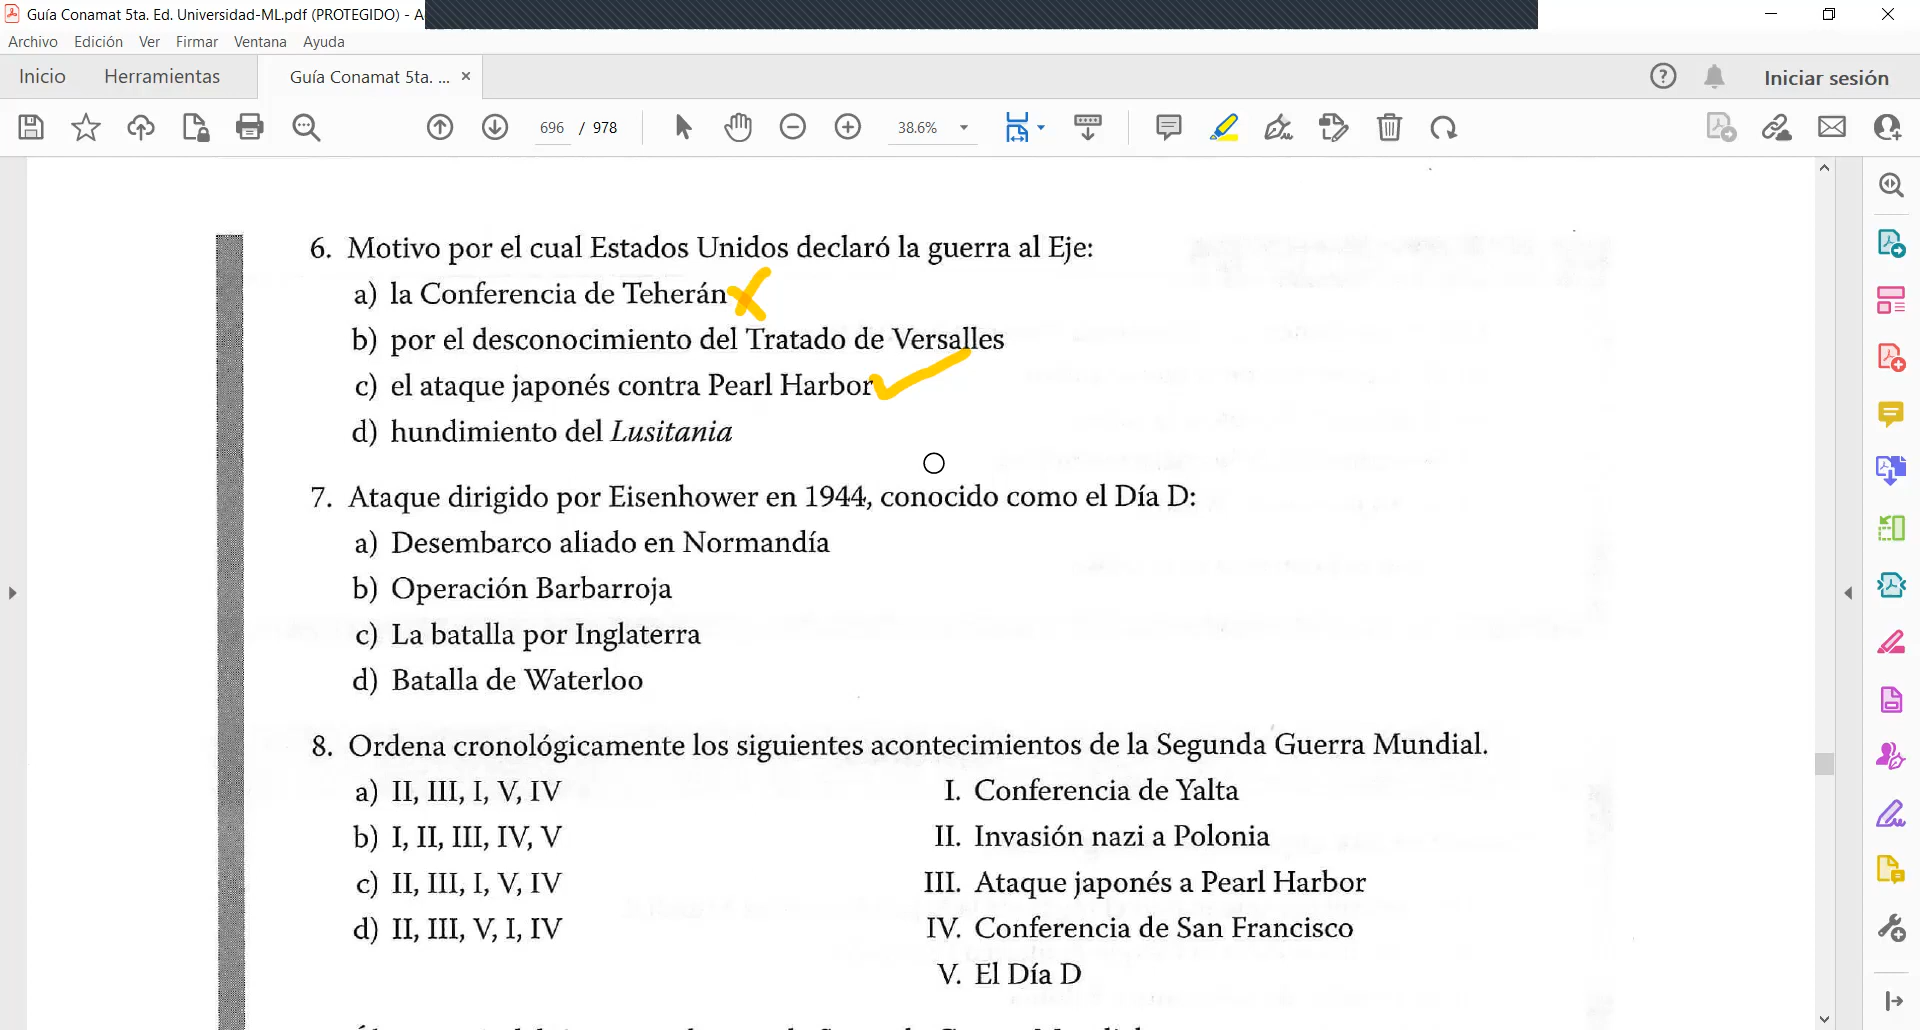 Guía Conamat 5ta. Ed. Universidad-ML.pdf (PROTEGIDO) - A
Archivo Edición Ver Firmar Ventana Ayuda
Inicio Herramientas Guía Conamat 5ta. ... × Iniciar sesión
696 / 978 38.6%
6. Motivo por el cual Estados Unidos declaró la guerra al Eje:
a) la Conferencia de Teherán
b) por el desconocimiento del Tratado de Versalles
c) el ataque japonés contra Pearl Harbor
d) hundimiento del Lusitania
7. Ataque dirigido por Eisenhower en 1944, conocido como el Día D:
a) Desembarco aliado en Normandía
b) Operación Barbarroja
c) La batalla por Inglaterra
d) Batalla de Waterloo
8. Ordena cronológicamente los siguientes acontecimientos de la Segunda Guerra Mundial.
a) II, III, I, V, IV
b) I, II, III, IV, V
c) II, III, I, V, IV
d) II, III, V, I, IV
I. Conferencia de Yalta
II. Invasión nazi a Polonia
III. Ataque japonés a Pearl Harbor
IV. Conferencia de San Francisco
V. El Día D